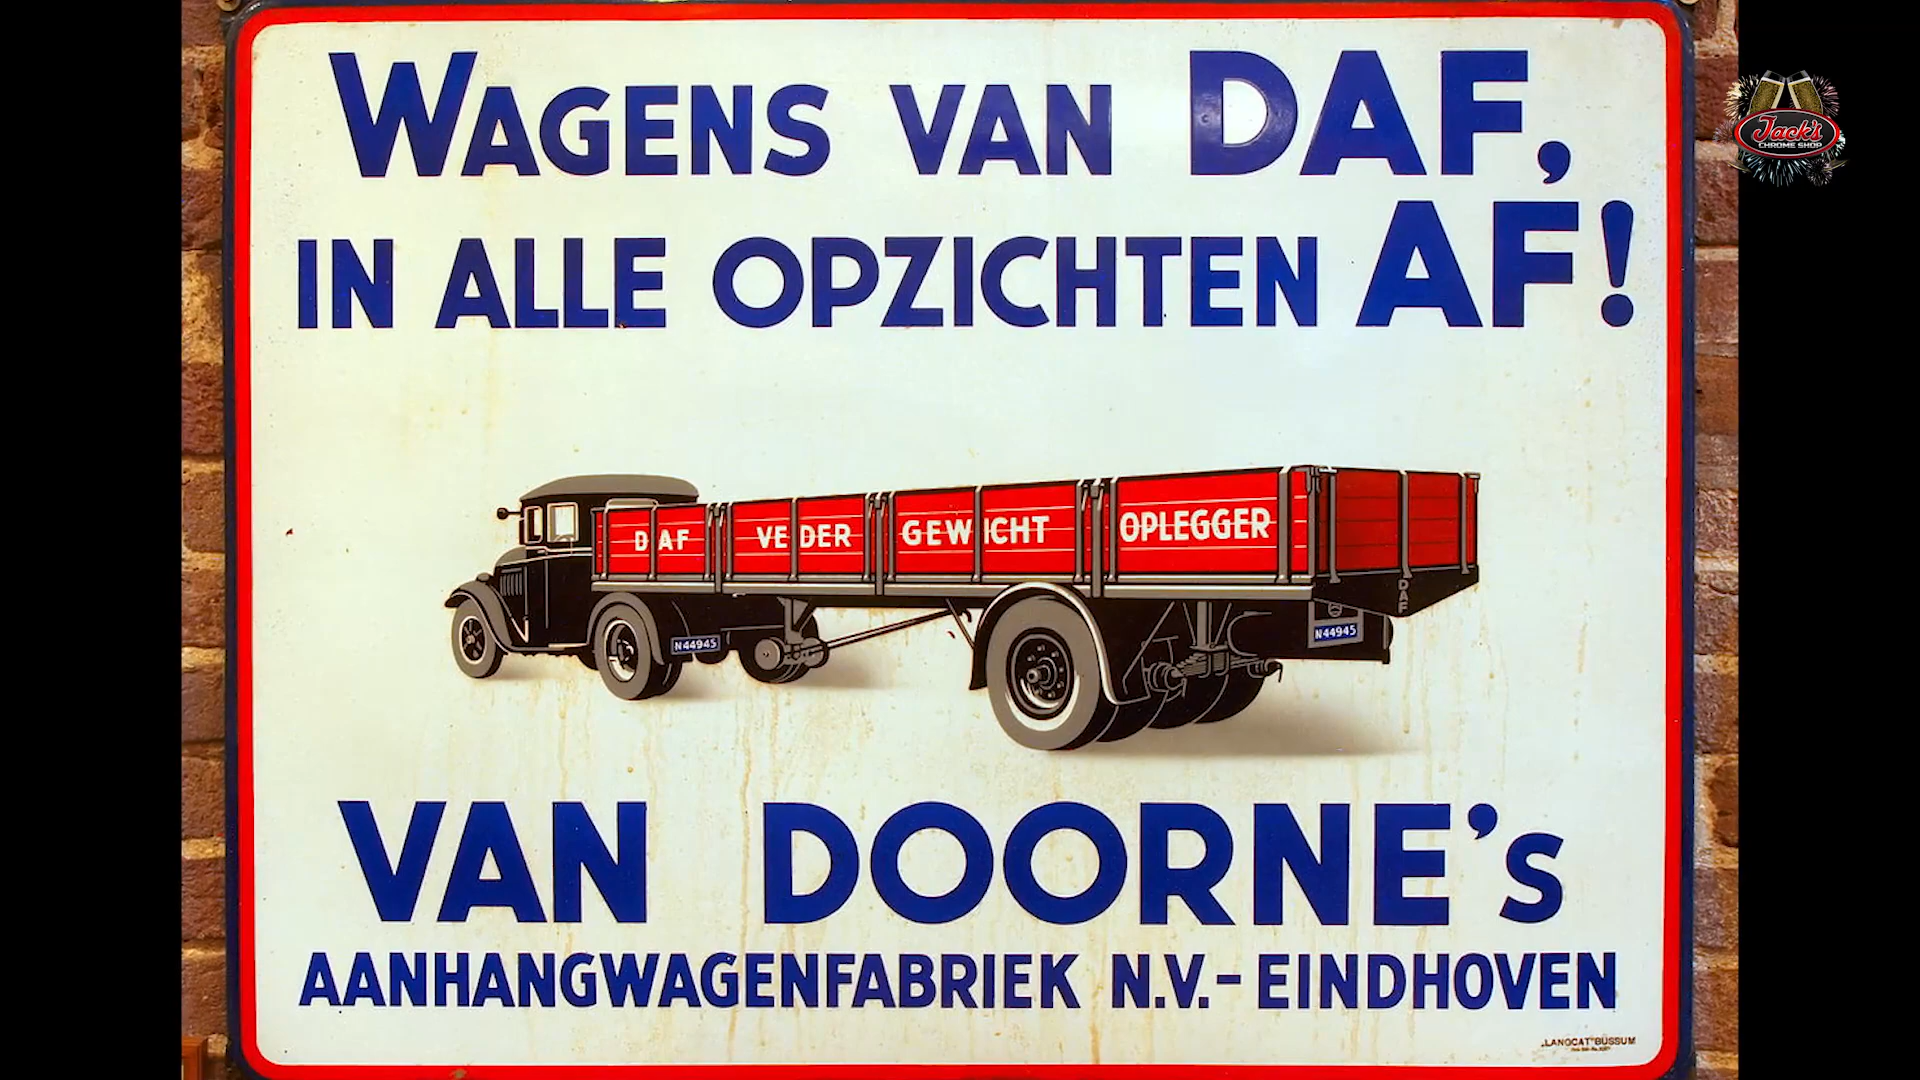 WAGENS VAN DAF,
IN ALLE OPZICHTEN AF!
Jack's
CHROME SHOP
DAF VEDER GEWICHT OPLEGGER
DAF
N44945
N44945
VAN DOORNE'S
AANHANGWAGENFABRIEK N.V.-EINDHOVEN
„LANGCAT" BUSSUM